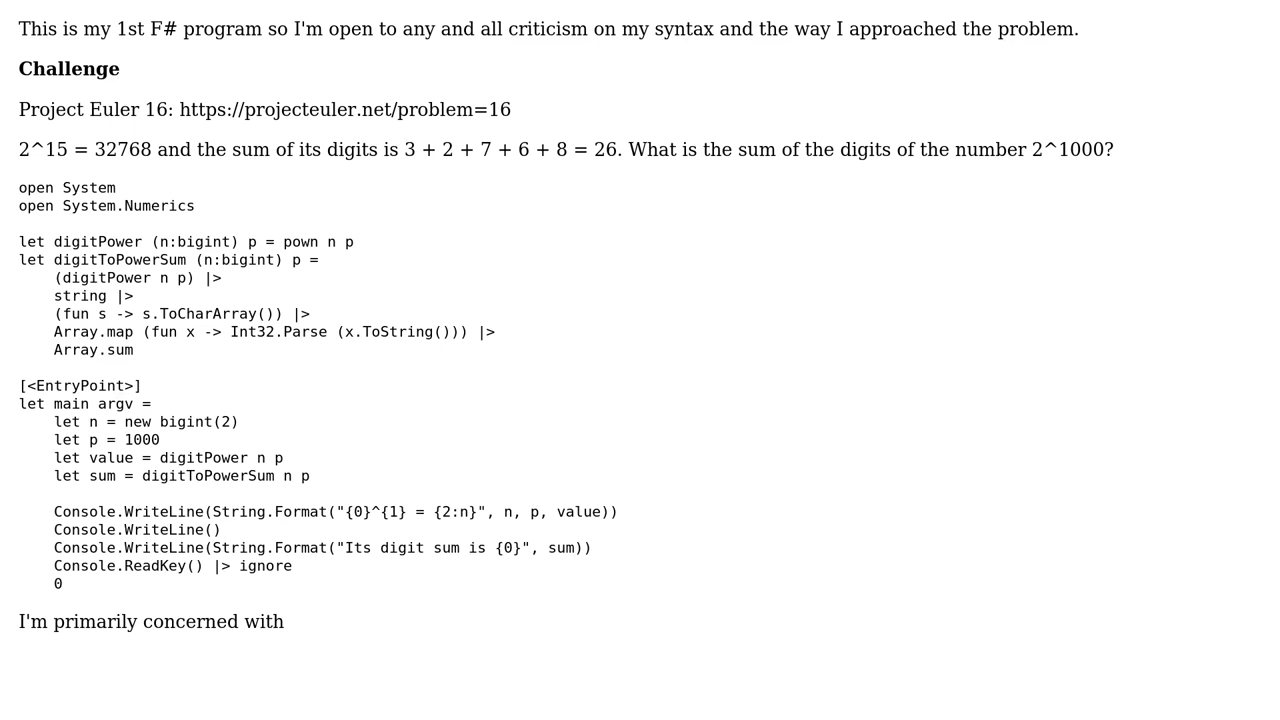 This is my 1st F# program so I'm open to any and all criticism on my syntax and the way I approached the problem.
Challenge
Project Euler 16: https://projecteuler.net/problem=16
2^15 = 32768 and the sum of its digits is 3 + 2 + 7 + 6 + 8 = 26. What is the sum of the digits of the number 2^1000?
open System
open System.Numerics

let digitPower (n:bigint) p = pown n p
let digitToPowerSum (n:bigint) p =
    (digitPower n p) |>
    string |>
    (fun s -> s.ToCharArray()) |>
    Array.map (fun x -> Int32.Parse (x.ToString())) |>
    Array.sum

[<EntryPoint>]
let main argv =
    let n = new bigint(2)
    let p = 1000
    let value = digitPower n p
    let sum = digitToPowerSum n p

    Console.WriteLine(String.Format("{0}^{1} = {2:n}", n, p, value))
    Console.WriteLine()
    Console.WriteLine(String.Format("Its digit sum is {0}", sum))
    Console.ReadKey() |> ignore
    0
I'm primarily concerned with